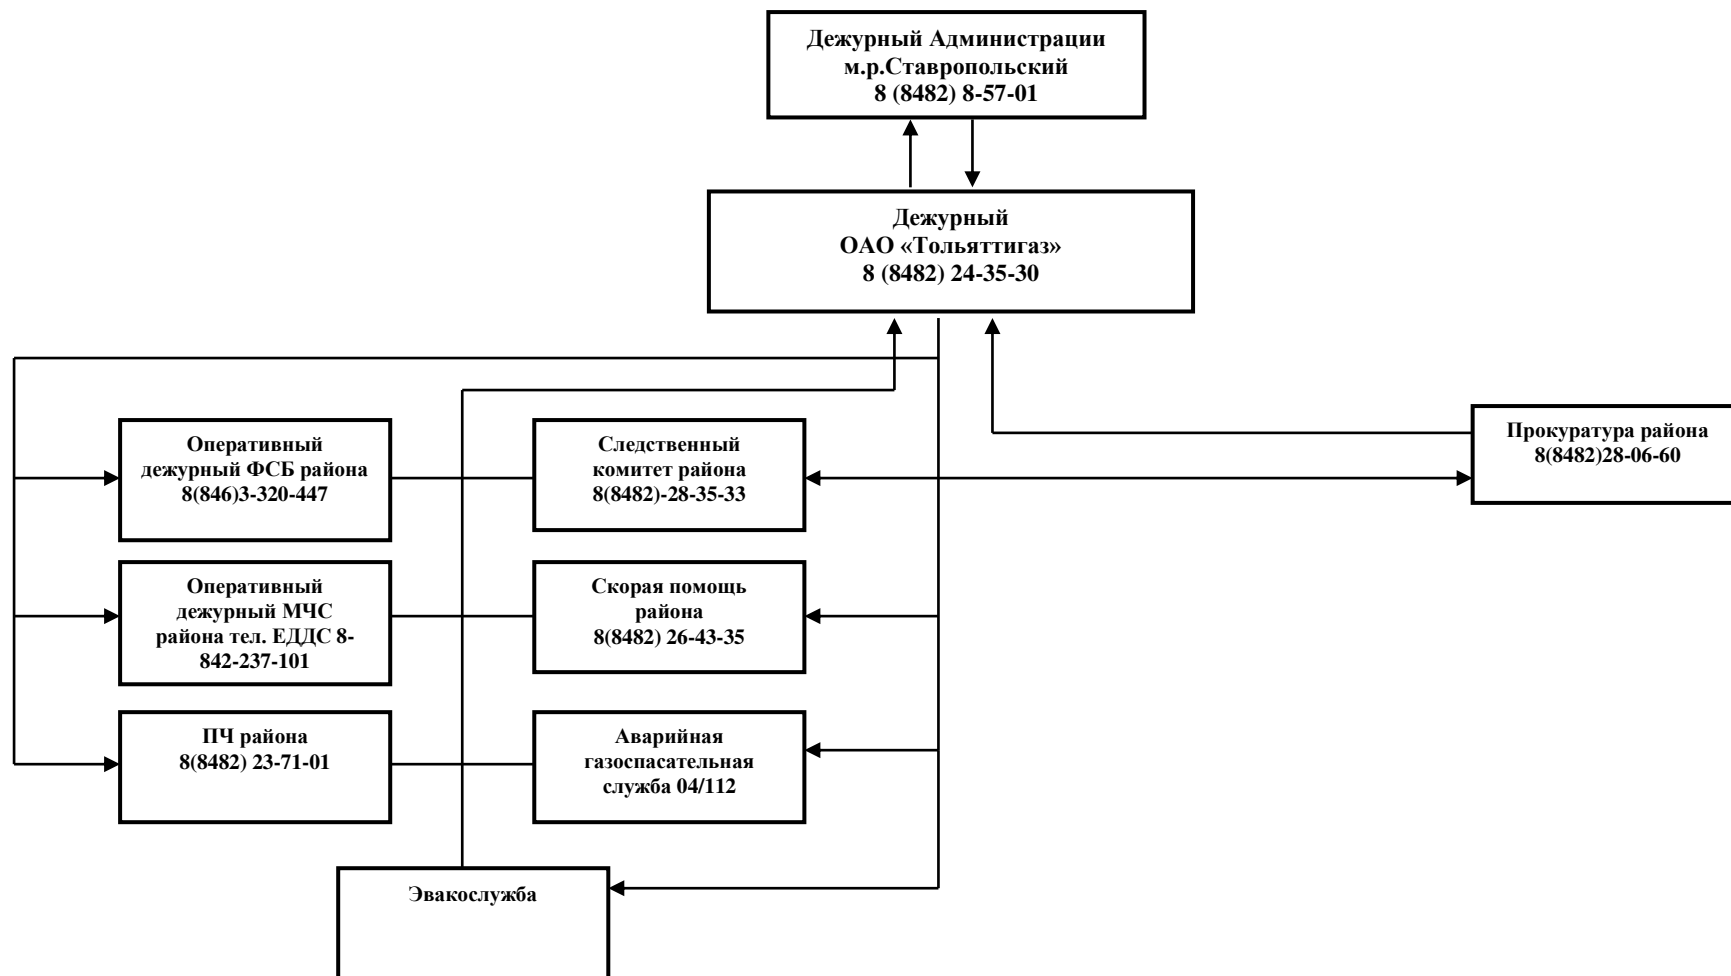 Дежурный Администрации
м.р.Ставропольский
8 (8482) 8-57-01
Дежурный
ОАО «Тольяттигаз»
8 (8482) 24-35-30
Оперативный
дежурный ФСБ района
8(846)3-320-447
Следственный
комитет района
8(8482)-28-35-33
Прокуратура района
8(8482)28-06-60
Оперативный
дежурный МЧС
района тел. ЕДДС 8-
842-237-101
Скорая помощь
района
8(8482) 26-43-35
ПЧ района
8(8482) 23-71-01
Аварийная
газоспасательная
служба 04/112
Эвакослужба